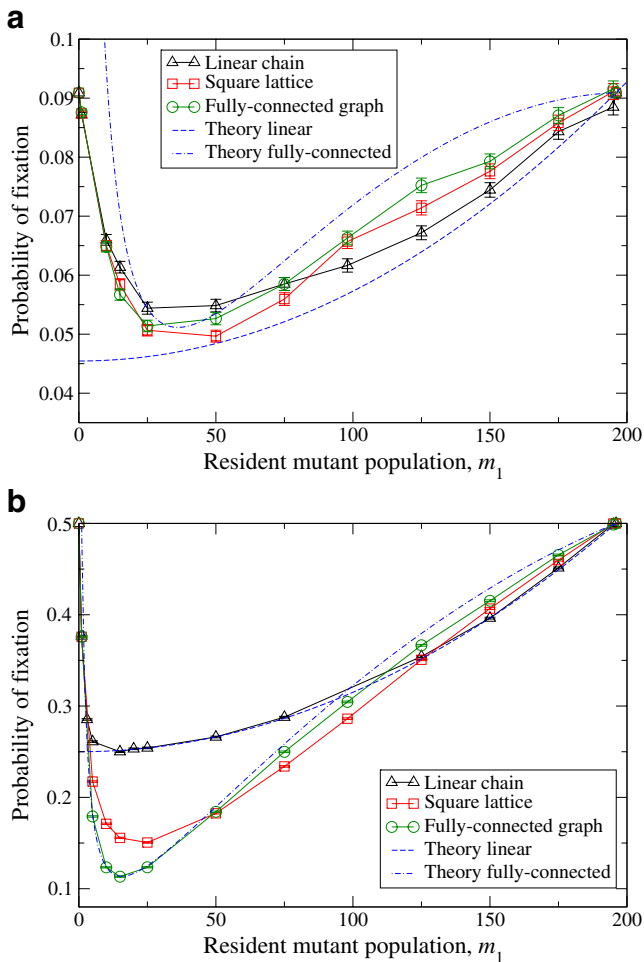 a
0.1
0.09
0.08
0.07
0.06
0.05
0.04
Probability of fixation
Linear chain
Square lattice
Fully-connected graph
Theory linear
Theory fully-connected
0
50
100
150
200
Resident mutant population, m1
b
0.5
0.4
0.3
0.2
0.1
Probability of fixation
Linear chain
Square lattice
Fully-connected graph
Theory linear
Theory fully-connected
0
50
100
150
200
Resident mutant population, m1